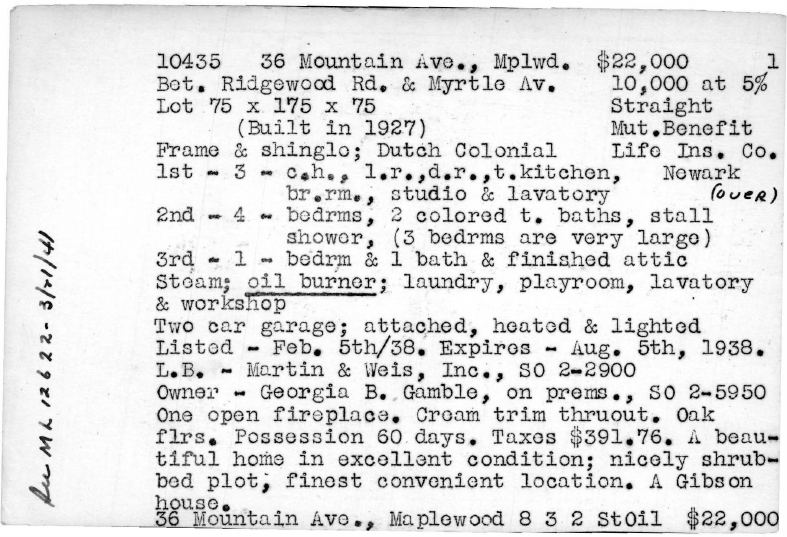 10435 36 Mountain Ave., Mplwd. $22,000 1
Bet. Ridgewood Rd. & Myrtle Av. 10,000 at 5%
Lot 75 x 175 x 75 Straight
(Built in 1927) Mut.Benefit
Frame & shingle; Dutch Colonial Life Ins. Co.
1st - 3 - c.h., l.r.,d.r.,t.kitchen, Newark
br.rm., studio & lavatory (OVER)
2nd - 4 - bedrms, 2 colored t. baths, stall
shower, (3 bedrms are very large)
3rd - 1 - bedrm & 1 bath & finished attic
Steam; oil burner; laundry, playroom, lavatory
& workshop
Two car garage; attached, heated & lighted
Listed - Feb. 5th/38. Expires - Aug. 5th, 1938.
L.B. - Martin & Weis, Inc., SO 2-2900
Owner - Georgia B. Gamble, on prems., SO 2-5950
One open fireplace. Cream trim thruout. Oak
flrs. Possession 60 days. Taxes $391.76. A beau-
tiful home in excellent condition; nicely shrub-
bed plot, finest convenient location. A Gibson
house.
36 Mountain Ave., Maplewood 8 3 2 StOil $22,000
ML 12622 - 3/21/41